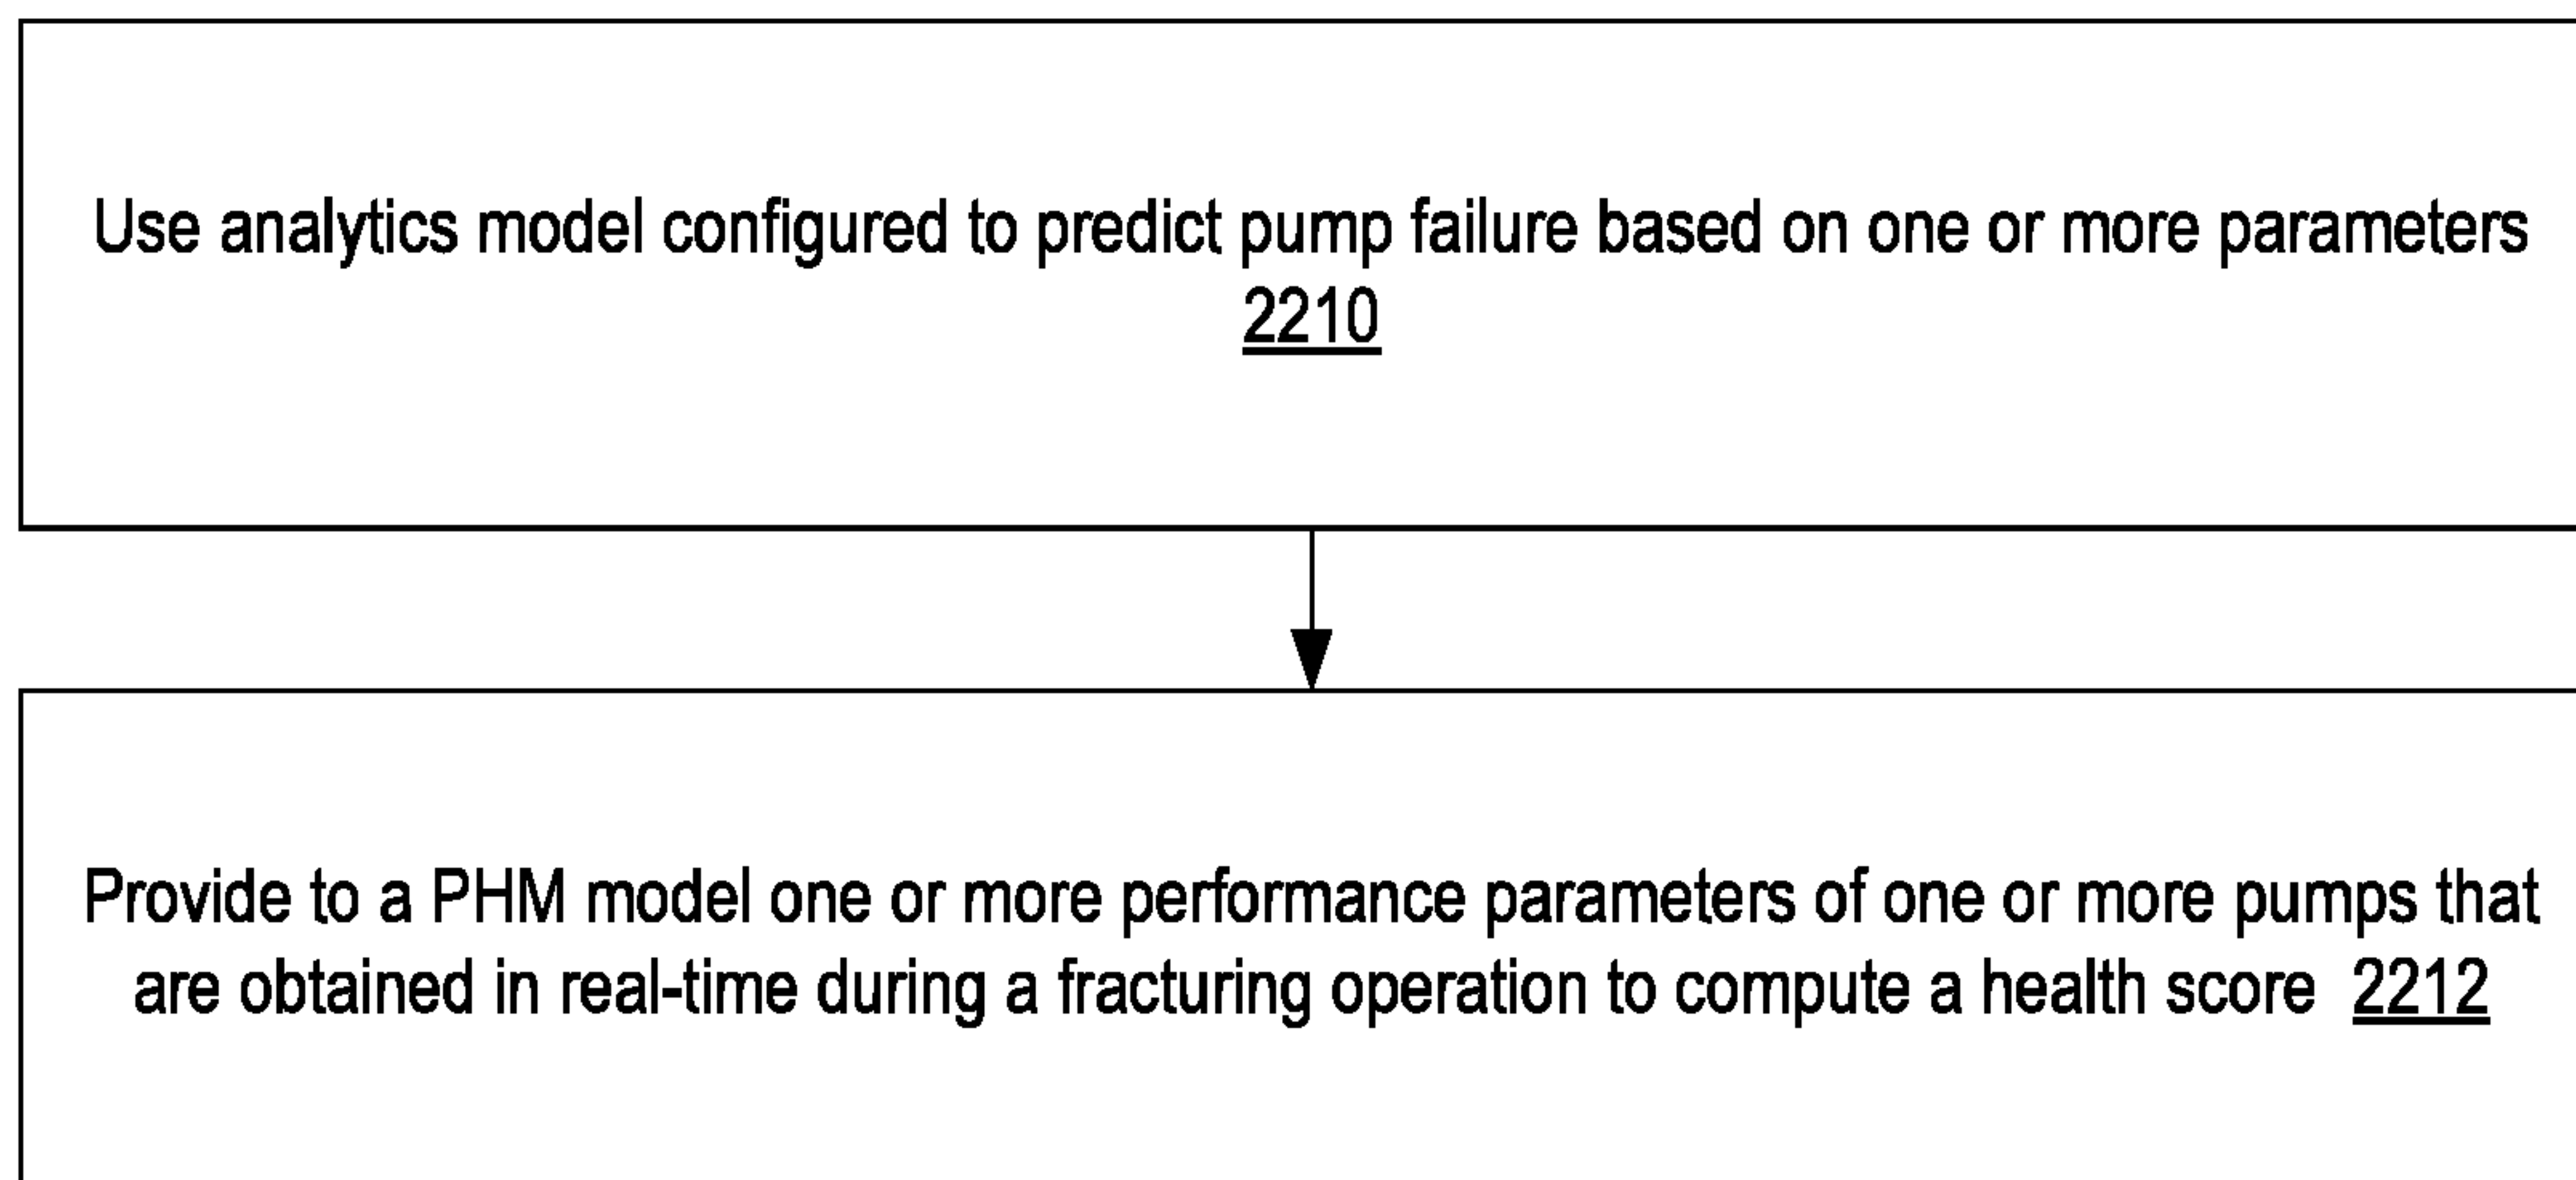 Use analytics model configured to predict pump failure based on one or more parameters
2210
Provide to a PHM model one or more performance parameters of one or more pumps that
are obtained in real-time during a fracturing operation to compute a health score 2212